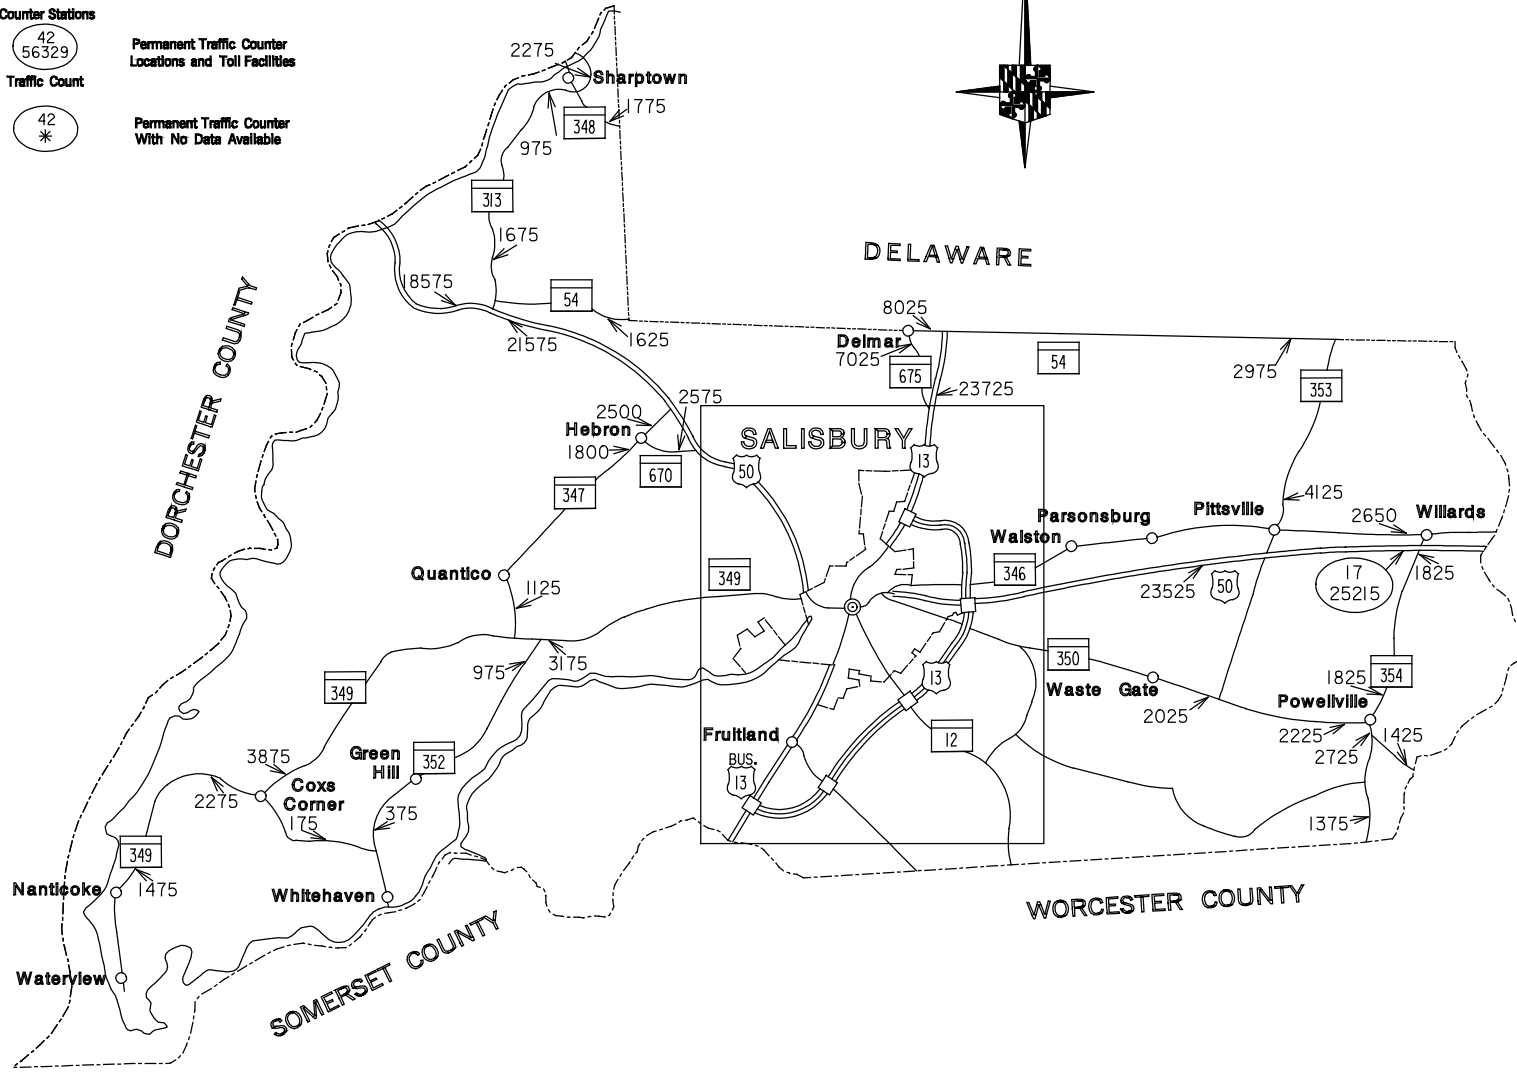 Counter Stations
42
56329
Permanent Traffic Counter
Locations and Toll Facilities
Traffic Count
42
*
Permanent Traffic Counter
With No Data Available
2275
Sharptown
1775
348
975
313
1675
DELAWARE
DORCHESTER COUNTY
18575
54
1625
21575
8025
Delmar
7025
675
23725
54
2975
353
2575
2500
Hebron
1800
670
347
SALISBURY
50
13
4125
Pittsville
2650
Willards
Parsonsburg
Walston
346
23525
50
17
25215
1825
Quantico
1125
349
975
3175
349
350
Waste Gate
2025
1825
354
Powellville
2225
2725
1425
1375
13
12
Fruitland
BUS.
13
3875
Green
Hill
352
Coxs
Corner
2275
175
375
349
Nanticoke
1475
Whitehaven
Waterview
SOMERSET COUNTY
WORCESTER COUNTY